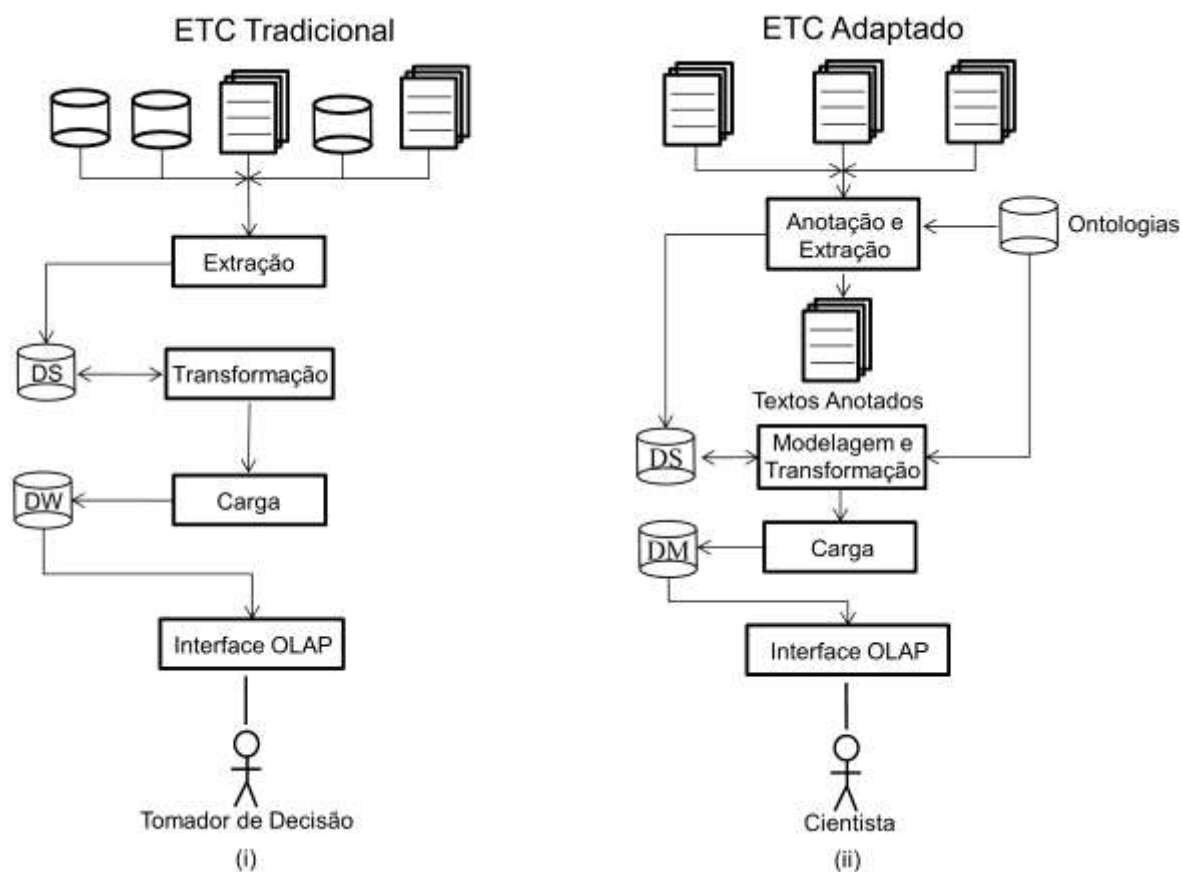 ETC Tradicional
Extração
DS
Transformação
DW
Carga
Interface OLAP
Tomador de Decisão
(i)
ETC Adaptado
Anotação e
Extração
Ontologias
Textos Anotados
DS
Modelagem e
Transformação
DM
Carga
Interface OLAP
Cientista
(ii)